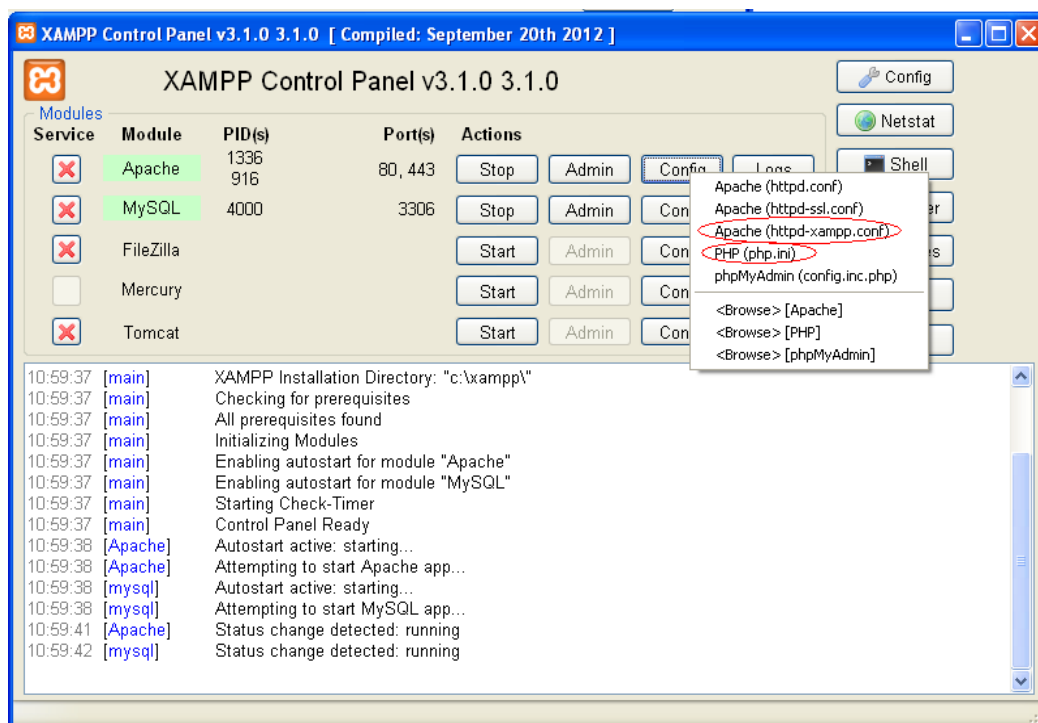 XAMPP Control Panel v3.1.0 3.1.0 [ Compiled: September 20th 2012 ]
XAMPP Control Panel v3.1.0 3.1.0
Config
Netstat
Shell
Modules
Service Module PID(s) Port(s) Actions
Apache 1336 916 80, 443 Stop Admin Config Logs
MySQL 4000 3306 Stop Admin Con
FileZilla Start Admin Con
Mercury Start Admin Con
Tomcat Start Admin Con
Apache (httpd.conf)
Apache (httpd-ssl.conf)
Apache (httpd-xampp.conf)
PHP (php.ini)
phpMyAdmin (config.inc.php)
<Browse> [Apache]
<Browse> [PHP]
<Browse> [phpMyAdmin]
10:59:37 [main] XAMPP Installation Directory: "c:\xampp\"
10:59:37 [main] Checking for prerequisites
10:59:37 [main] All prerequisites found
10:59:37 [main] Initializing Modules
10:59:37 [main] Enabling autostart for module "Apache"
10:59:37 [main] Enabling autostart for module "MySQL"
10:59:37 [main] Starting Check-Timer
10:59:37 [main] Control Panel Ready
10:59:38 [Apache] Autostart active: starting...
10:59:38 [Apache] Attempting to start Apache app...
10:59:38 [mysql] Autostart active: starting...
10:59:38 [mysql] Attempting to start MySQL app...
10:59:41 [Apache] Status change detected: running
10:59:42 [mysql] Status change detected: running